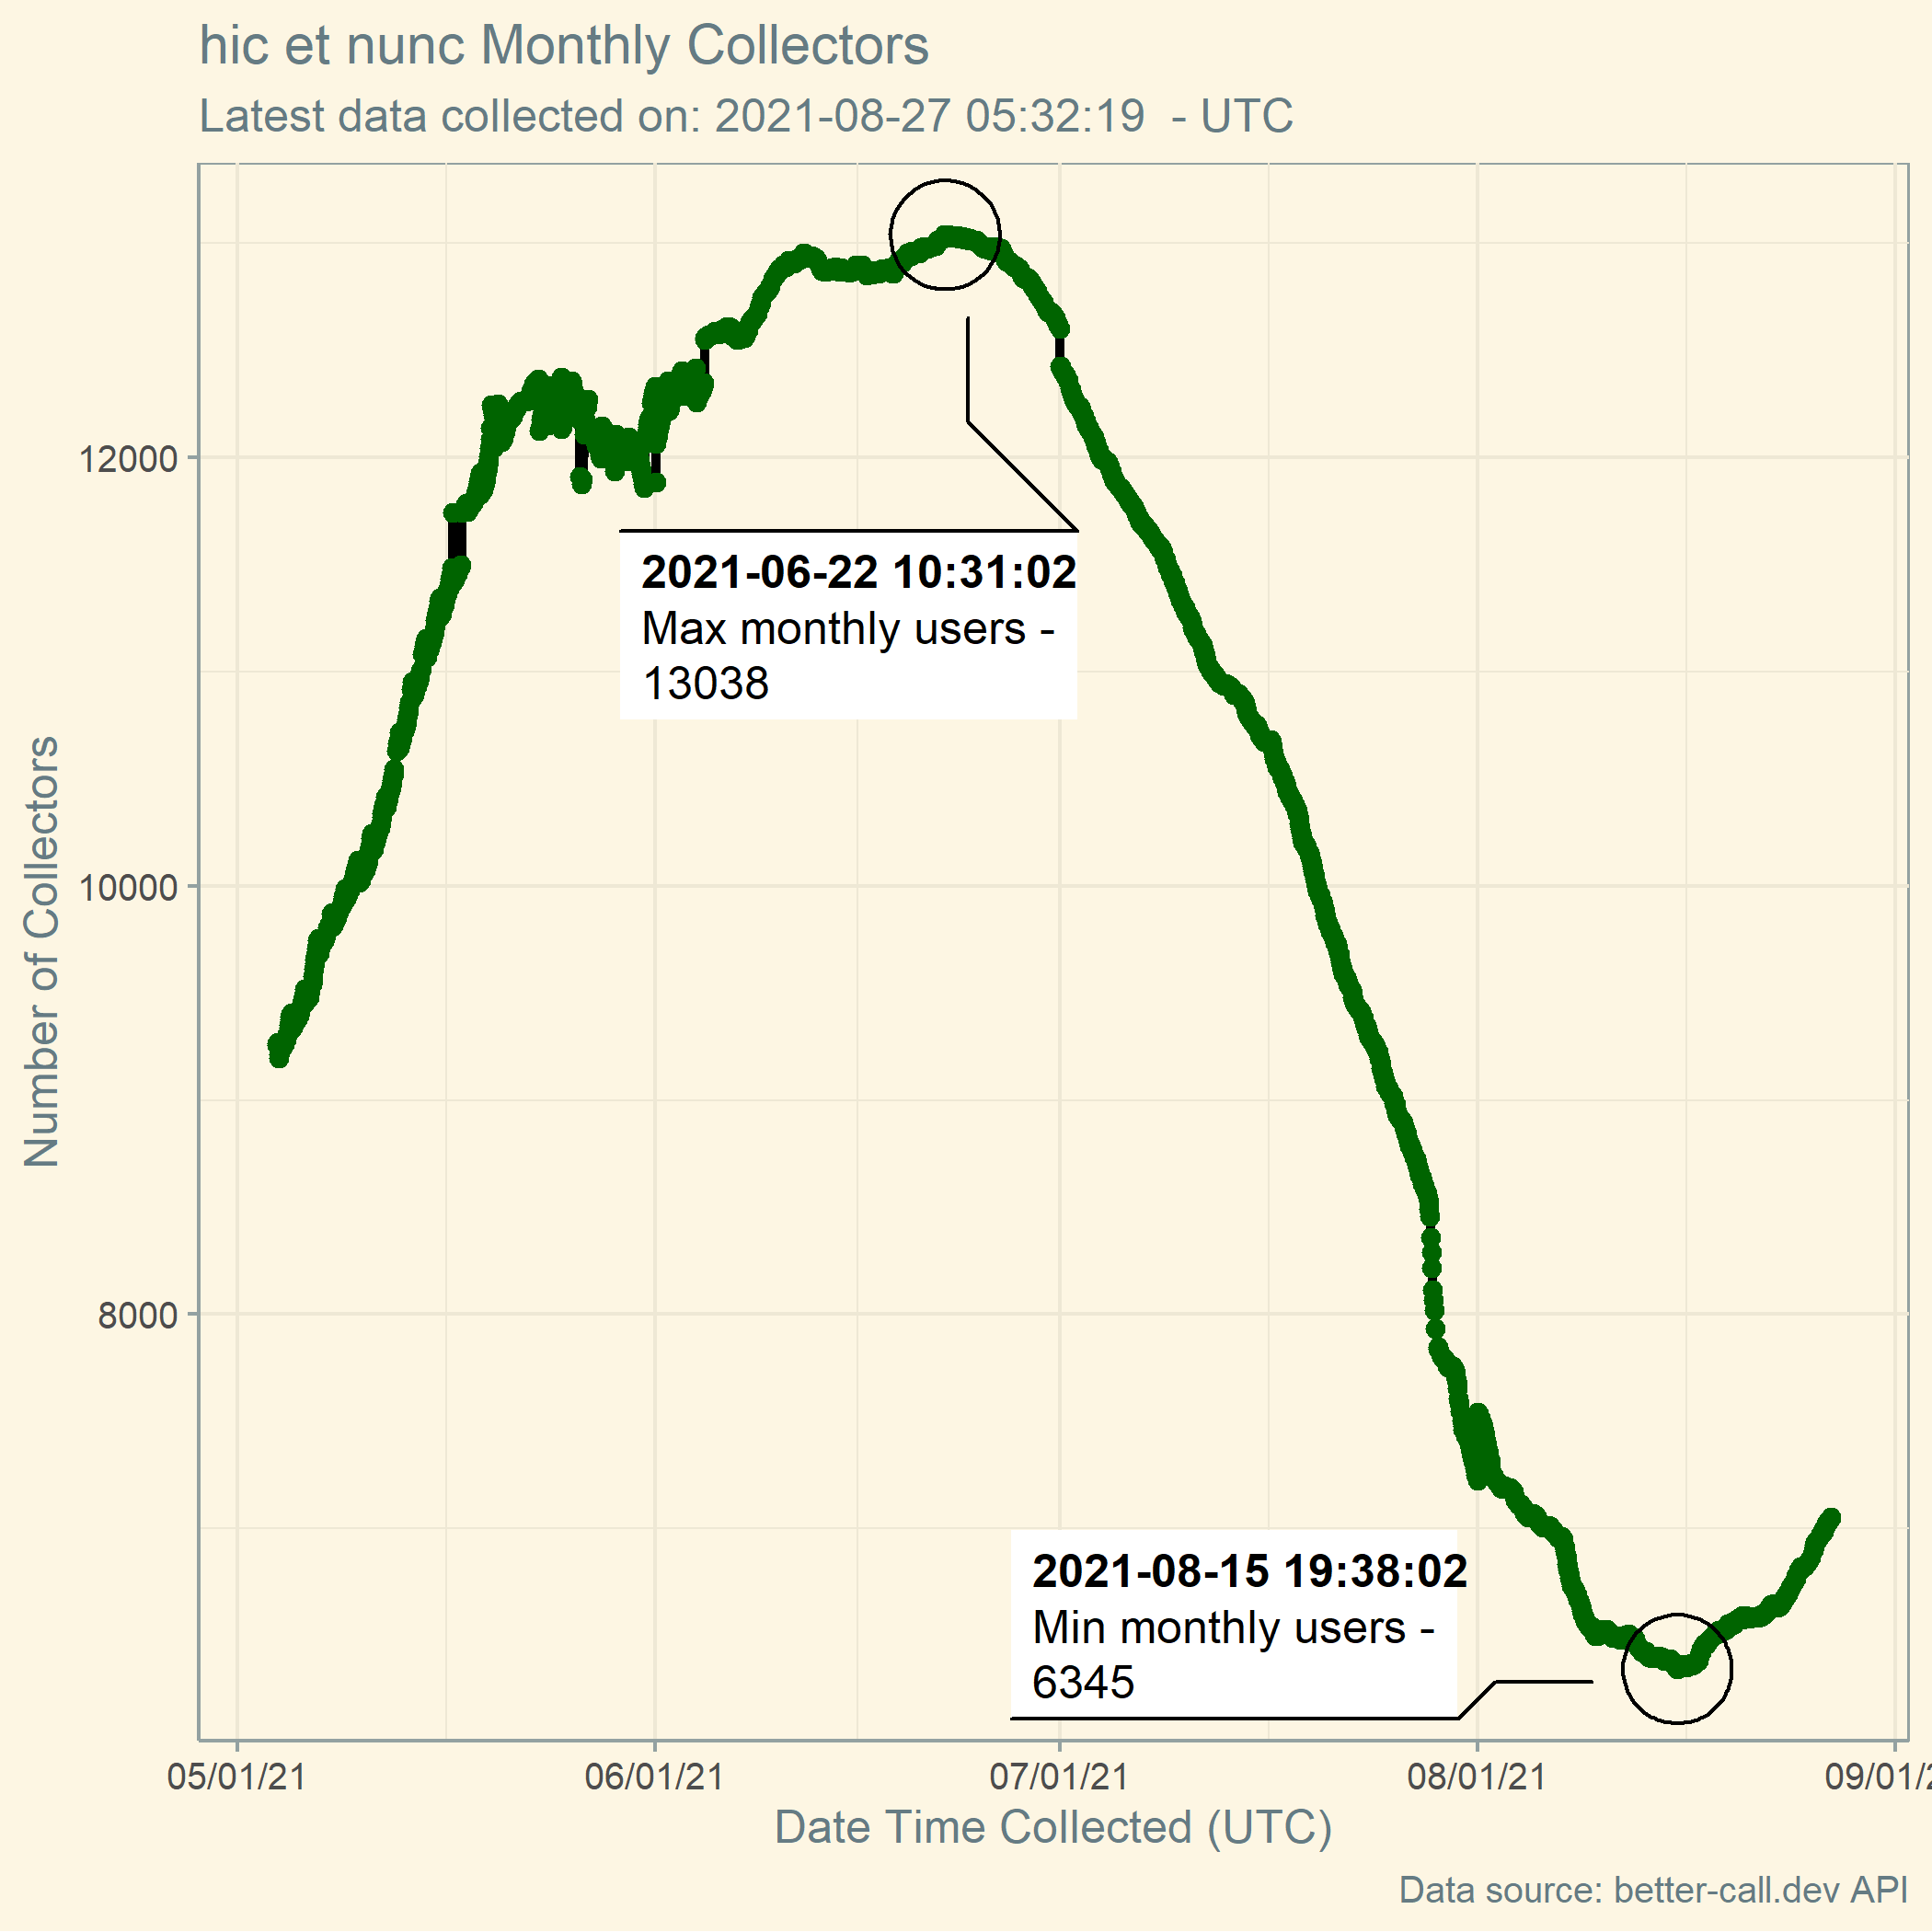 hic et nunc Monthly Collectors
Latest data collected on: 2021-08-27 05:32:19  - UTC
12000
2021-06-22 10:31:02
Max monthly users -
13038
10000
Number of Collectors
8000
2021-08-15 19:38:02
Min monthly users -
6345
05/01/21 06/01/21 07/01/21 08/01/21 09/01/2
Date Time Collected (UTC)
Data source: better-call.dev API